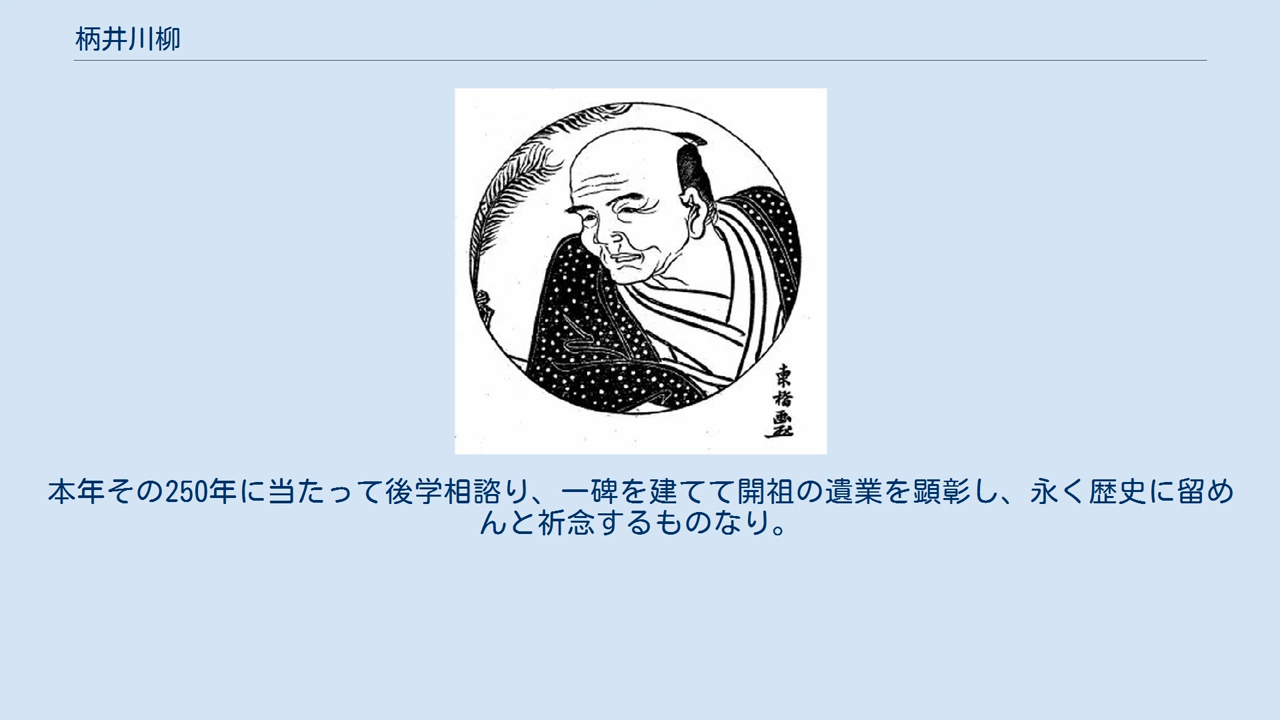 柄井川柳
東楷画
本年その250年に当たって後学相諮り、一碑を建てて開祖の遺業を顕彰し、永く歴史に留め
んと祈念するものなり。